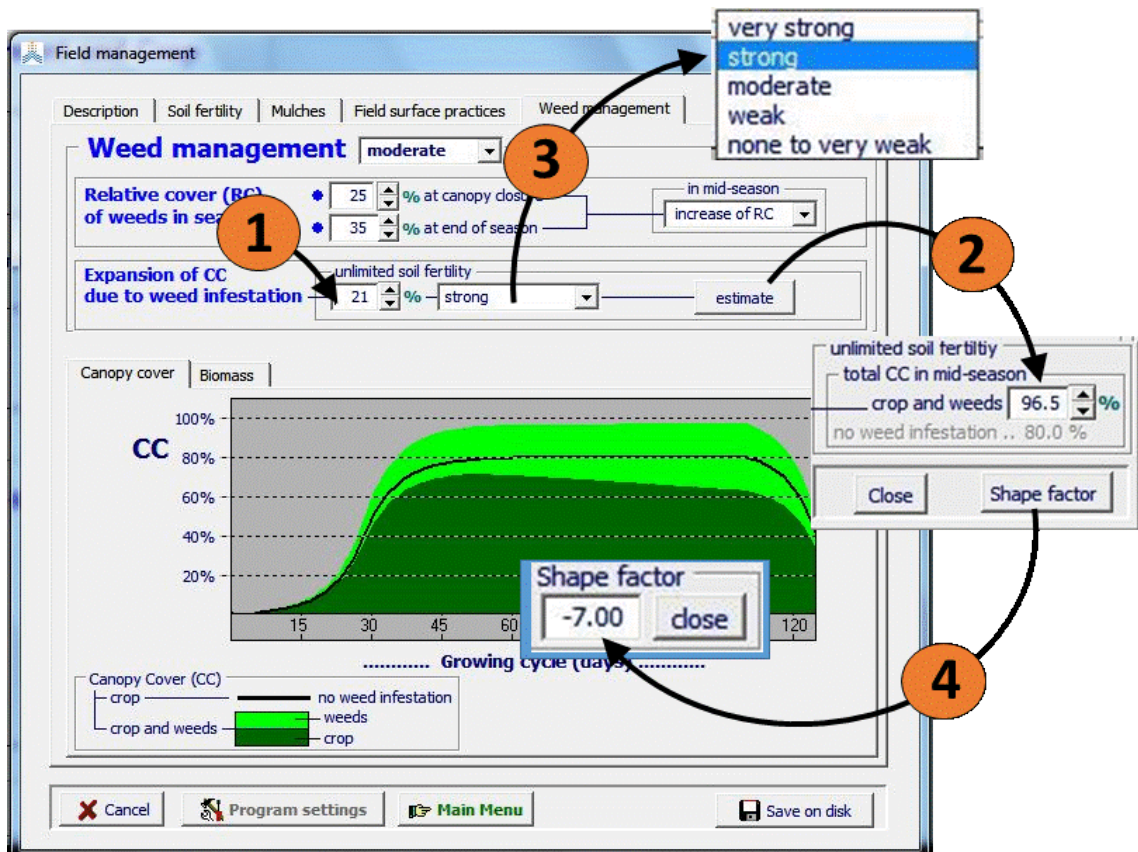 very strong
strong
moderate
weak
none to very weak
Field management
Description
Soil fertility
Mulches
Field surface practices
Weed management
Weed management moderate
3
Relative cover (RC)
of weeds in
25 % at canopy
35 % at end of season
in mid-season
increase of RC
1
2
Expansion of CC
due to weed infestation
unlimited soil fertility
21 % strong
estimate
unlimited soil fertiltiy
total CC in mid-season
crop and weeds 96.5 %
no weed infestation .. 80.0 %
Close
Shape factor
Canopy cover
Biomass
CC
100%
80%
60%
40%
20%
15 30 45 60 120
Shape factor
-7.00 close
4
............ Growing cycle (days) ............
Canopy Cover (CC)
crop no weed infestation
crop and weeds
weeds
crop
Cancel
Program settings
Main Menu
Save on disk